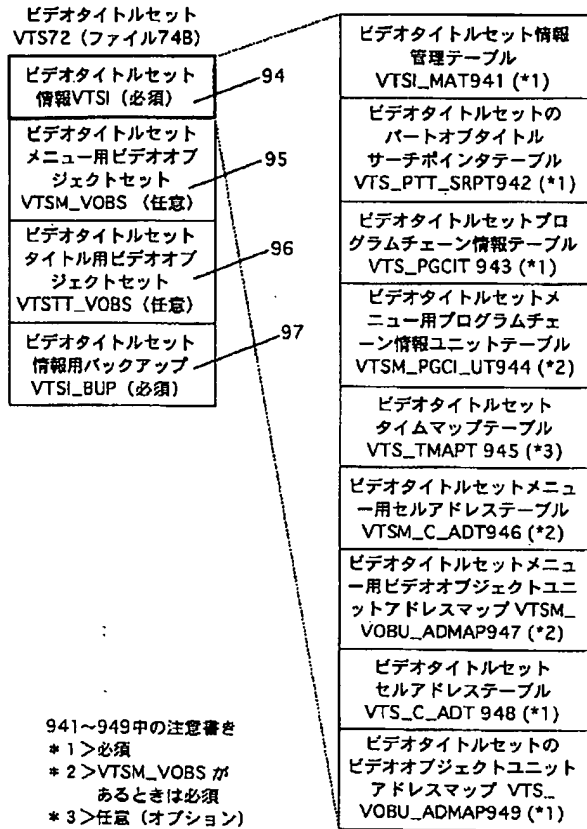 ビデオタイトルセット
VTS72（ファイル74B）
ビデオタイトルセット
情報VTSI（必須）
94
ビデオタイトルセット
メニュー用ビデオオブ
ジェクトセット
VTSM_VOBS（任意）
95
ビデオタイトルセット
タイトル用ビデオオブ
ジェクトセット
VTSTT_VOBS（任意）
96
ビデオタイトルセット
情報用バックアップ
VTSI_BUP（必須）
97
ビデオタイトルセット情報
管理テーブル
VTSI_MAT941 (*1)
ビデオタイトルセットの
パートオブタイトル
サーチポインタテーブル
VTS_PTT_SRPT942 (*1)
ビデオタイトルセットプロ
グラムチェーン情報テーブル
VTS_PGCIT 943 (*1)
ビデオタイトルセットメ
ニュー用プログラムチェ
ーン情報ユニットテーブル
VTSM_PGCI_UT944 (*2)
ビデオタイトルセット
タイムマップテーブル
VTS_TMAPT 945 (*3)
ビデオタイトルセットメニュ
ー用セルアドレステーブル
VTSM_C_ADT946 (*2)
ビデオタイトルセットメニュ
ー用ビデオオブジェクトユニ
ットアドレスマップ VTSM_
VOBU_ADMAP947 (*2)
ビデオタイトルセット
セルアドレステーブル
VTS_C_ADT 948 (*1)
ビデオタイトルセットの
ビデオオブジェクトユニット
アドレスマップ VTS_
VOBU_ADMAP949 (*1)
941～949中の注意書き
＊1＞必須
＊2＞VTSM_VOBS が
あるときは必須
＊3＞任意（オプション）